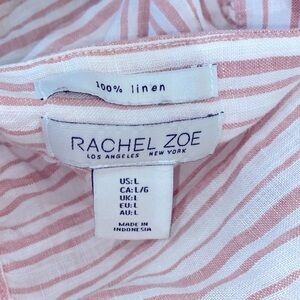 100% linen
RACHEL ZOE
LOS ANGELES NEW YORK
US:L
CA:L/G
UK:L
EU:L
AU:L
MADE IN
INDONESIA